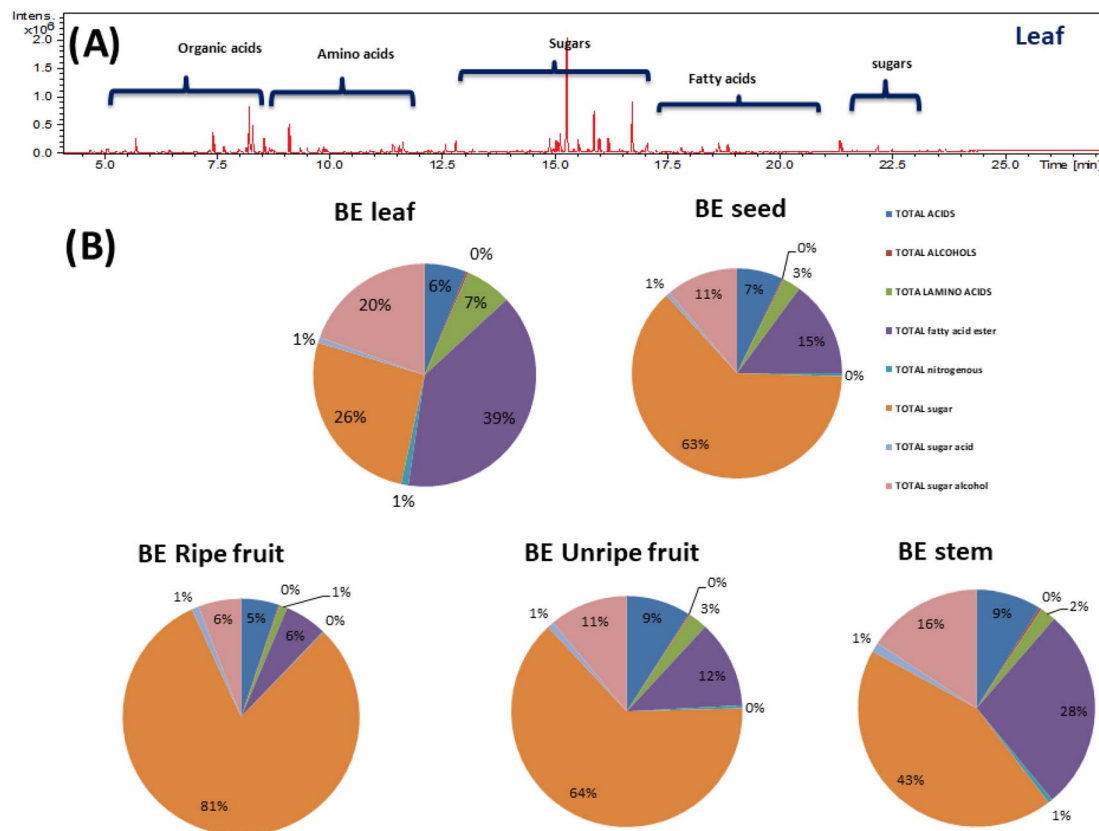 Intens.
x10⁶
(A)
Leaf
Organic acids
Amino acids
Sugars
Fatty acids
sugars
2.0
1.5
1.0
0.5
0.0
5.0 7.5 10.0 12.5 15.0 17.5 20.0 22.5 25.0 Time [min]
(B)
BE leaf
6%
0%
7%
39%
1%
26%
1%
20%
BE seed
7%
0%
3%
15%
0%
63%
1%
11%
TOTAL ACIDS
TOTAL ALCOHOLS
TOTA LAMINO ACIDS
TOTAL fatty acid ester
TOTAL nitrogenous
TOTAL sugar
TOTAL sugar acid
TOTAL sugar alcohol
BE Ripe fruit
5%
0%
1%
6%
0%
81%
1%
6%
BE Unripe fruit
9%
0%
3%
12%
0%
64%
1%
11%
BE stem
9%
0%
2%
28%
1%
43%
1%
16%